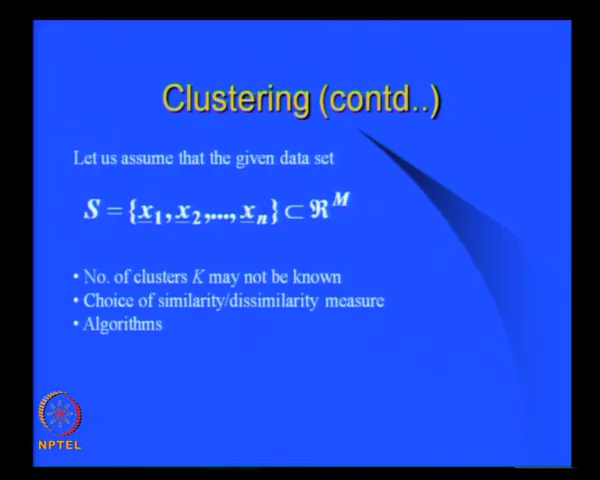 Clustering (contd..)
Let us assume that the given data set
S = {x₁, x₂,..., xₙ} ⊂ ℜᴹ
• No. of clusters K may not be known
• Choice of similarity/dissimilarity measure
• Algorithms
NPTEL